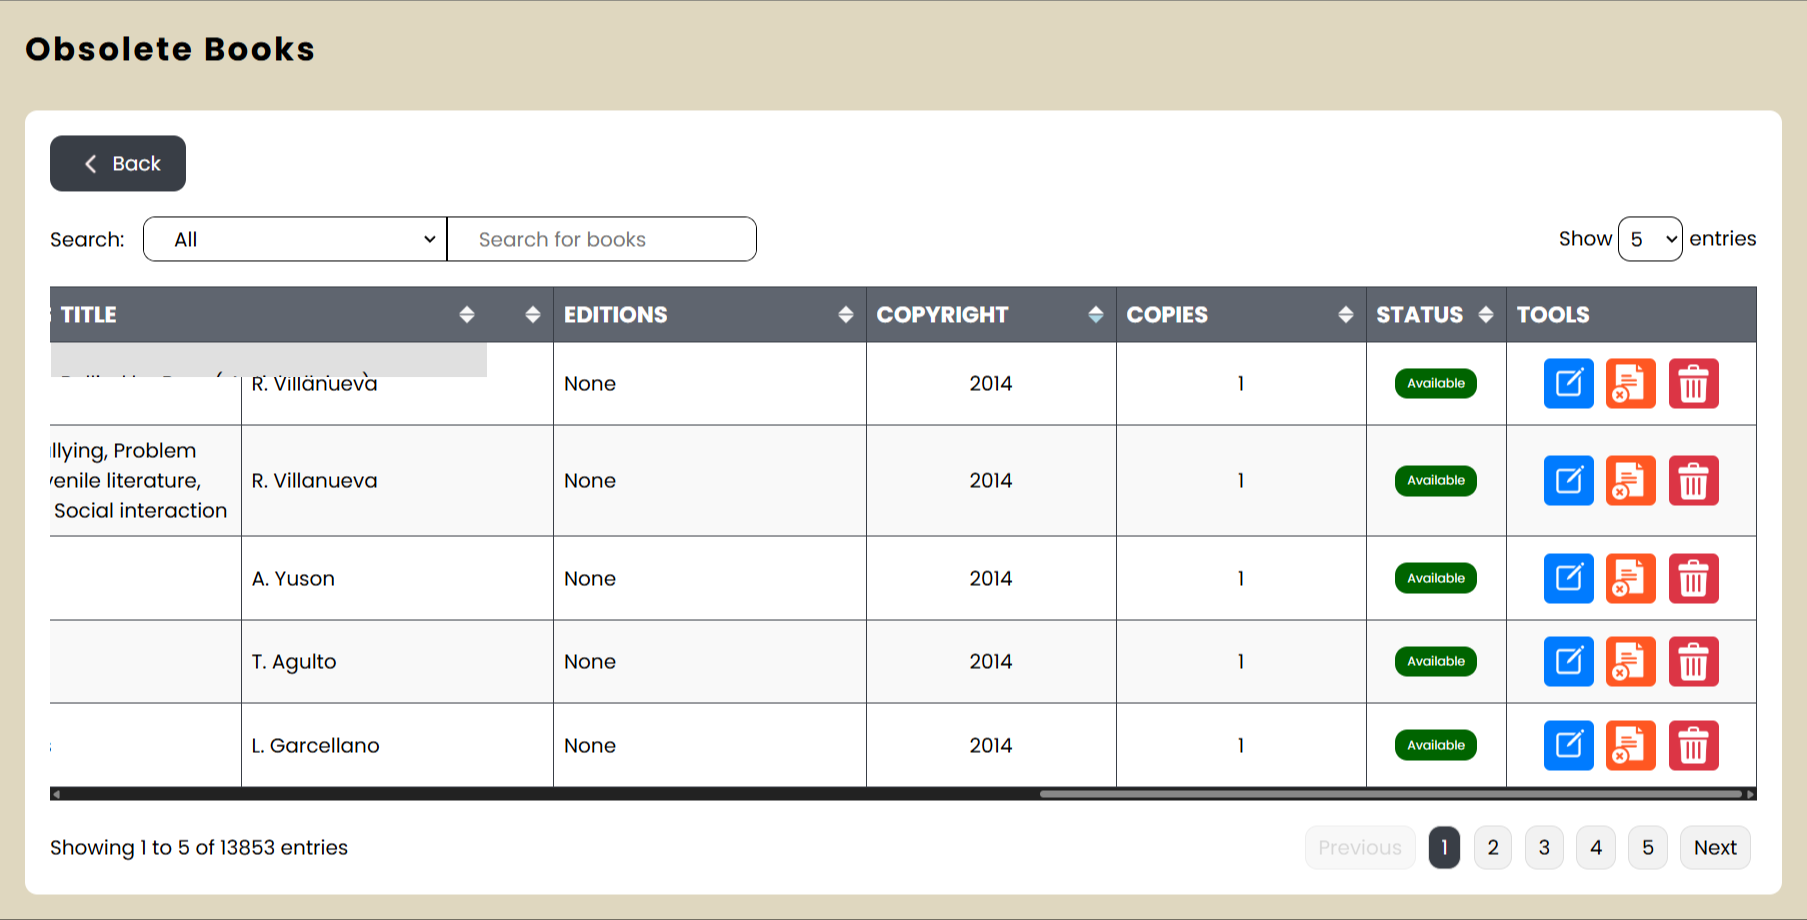 Obsolete Books
Back
Search: All Search for books Show 5 entries
TITLE EDITIONS COPYRIGHT COPIES STATUS TOOLS
R. Villanueva None 2014 1 Available
llying, Problem
enile literature,
Social interaction
R. Villanueva None 2014 1 Available
A. Yuson None 2014 1 Available
T. Agulto None 2014 1 Available
L. Garcellano None 2014 1 Available
Showing 1 to 5 of 13853 entries Previous 1 2 3 4 5 Next